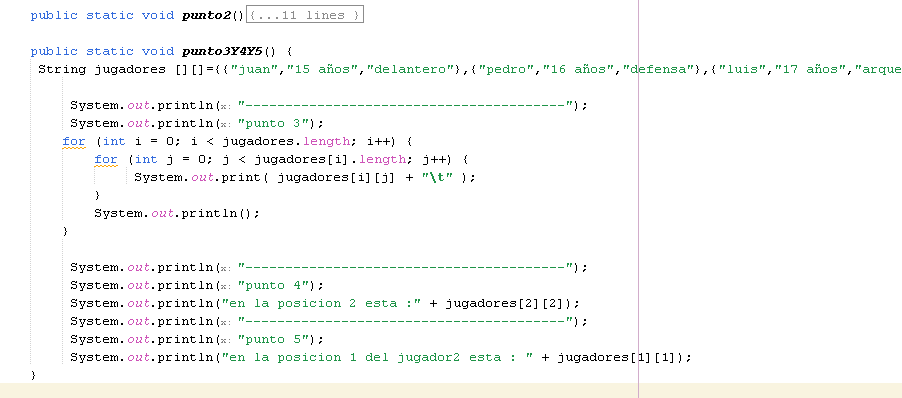 public static void punto2(){...11 lines }
public static void punto3Y4Y5() {
String jugadores [][]={{"juan","15 años","delantero"},{"pedro","16 años","defensa"},{"luis","17 años","arque
System.out.println(x: "----------------------------------------");
System.out.println(x: "punto 3");
for (int i = 0; i < jugadores.length; i++) {
for (int j = 0; j < jugadores[i].length; j++) {
System.out.print( jugadores[i][j] + "\t" );
}
System.out.println();
}
System.out.println(x: "----------------------------------------");
System.out.println(x: "punto 4");
System.out.println("en la posicion 2 esta :" + jugadores[2][2]);
System.out.println(x: "----------------------------------------");
System.out.println(x: "punto 5");
System.out.println("en la posicion 1 del jugador2 esta : " + jugadores[1][1]);
}